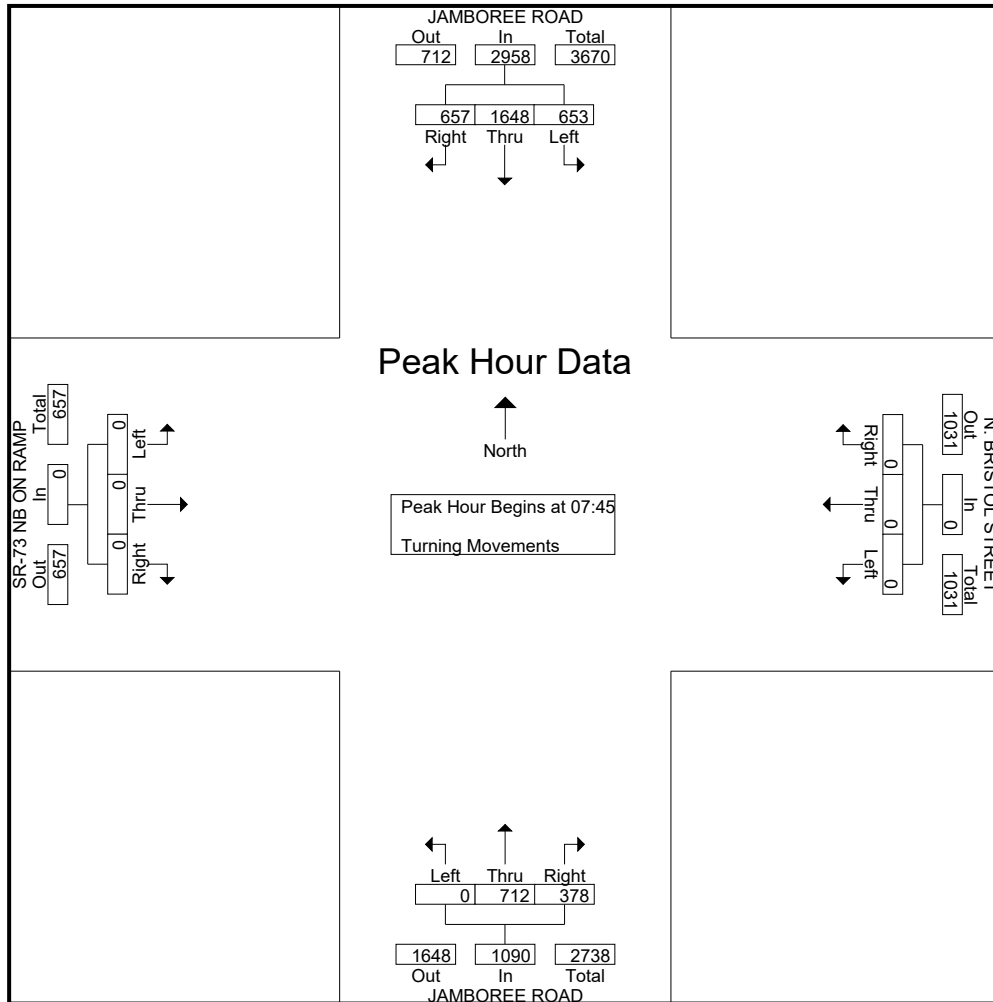 JAMBOREE ROAD
Out In Total
712 2958 3670
657 1648 653
Right Thru Left
Peak Hour Data
North
Peak Hour Begins at 07:45
Turning Movements
SR-73 NB ON RAMP
Out In Total
657 0 657
Right Thru Left
0 0 0
N. BRISTOL STREET
Out In Total
1031 0 1031
Right Thru Left
0 0 0
Left Thru Right
0 712 378
1648 1090 2738
Out In Total
JAMBOREE ROAD